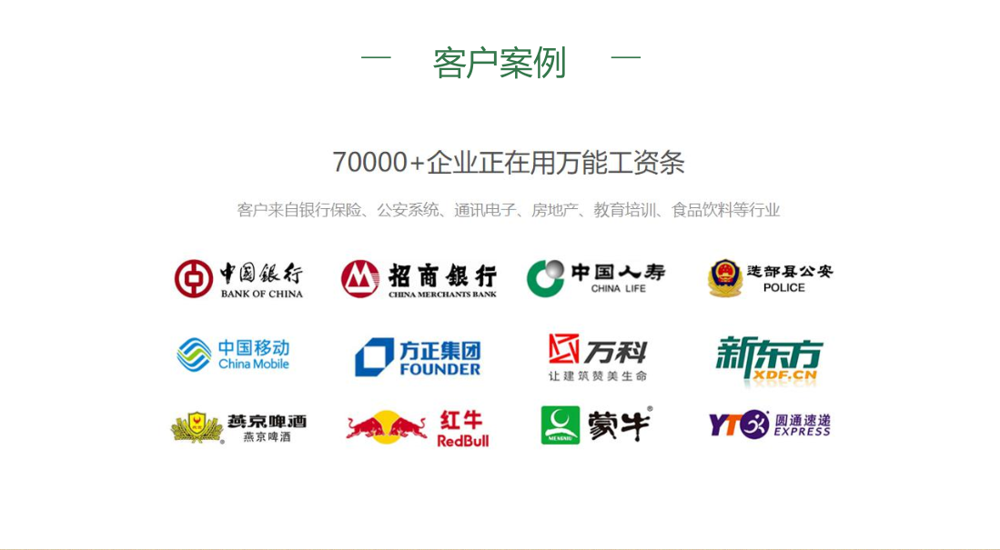 客户案例
70000+企业正在用万能工资条
客户来自银行保险、公安系统、通讯电子、房地产、教育培训、食品饮料等行业
中国银行
BANK OF CHINA
招商银行
CHINA MERCHANTS BANK
中国人寿
CHINA LIFE
迭部县公安
POLICE
中国移动
China Mobile
方正集团
FOUNDER
万科
让建筑赞美生命
新东方
XDF.CN
燕京啤酒
燕京啤酒
红牛
RedBull
MENGNIU
蒙牛®
YTO
圆通速递
EXPRESS